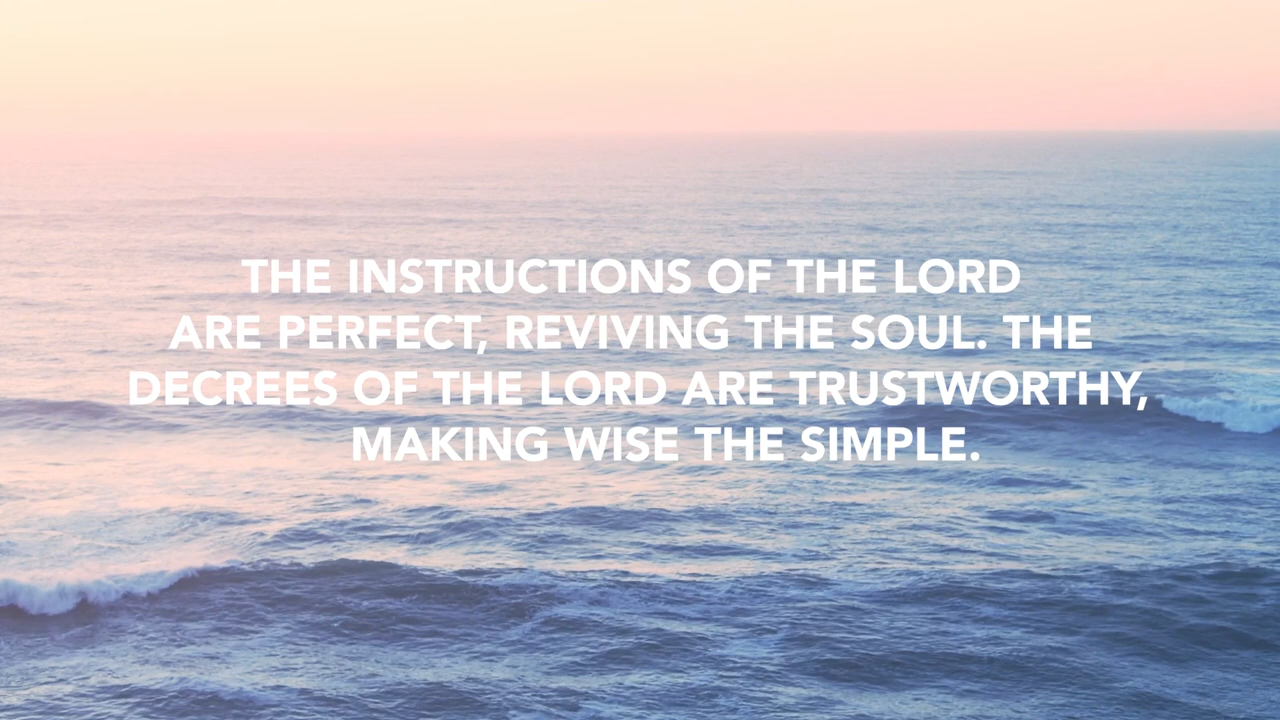 THE INSTRUCTIONS OF THE LORD
ARE PERFECT, REVIVING THE SOUL. THE
DECREES OF THE LORD ARE TRUSTWORTHY,
MAKING WISE THE SIMPLE.